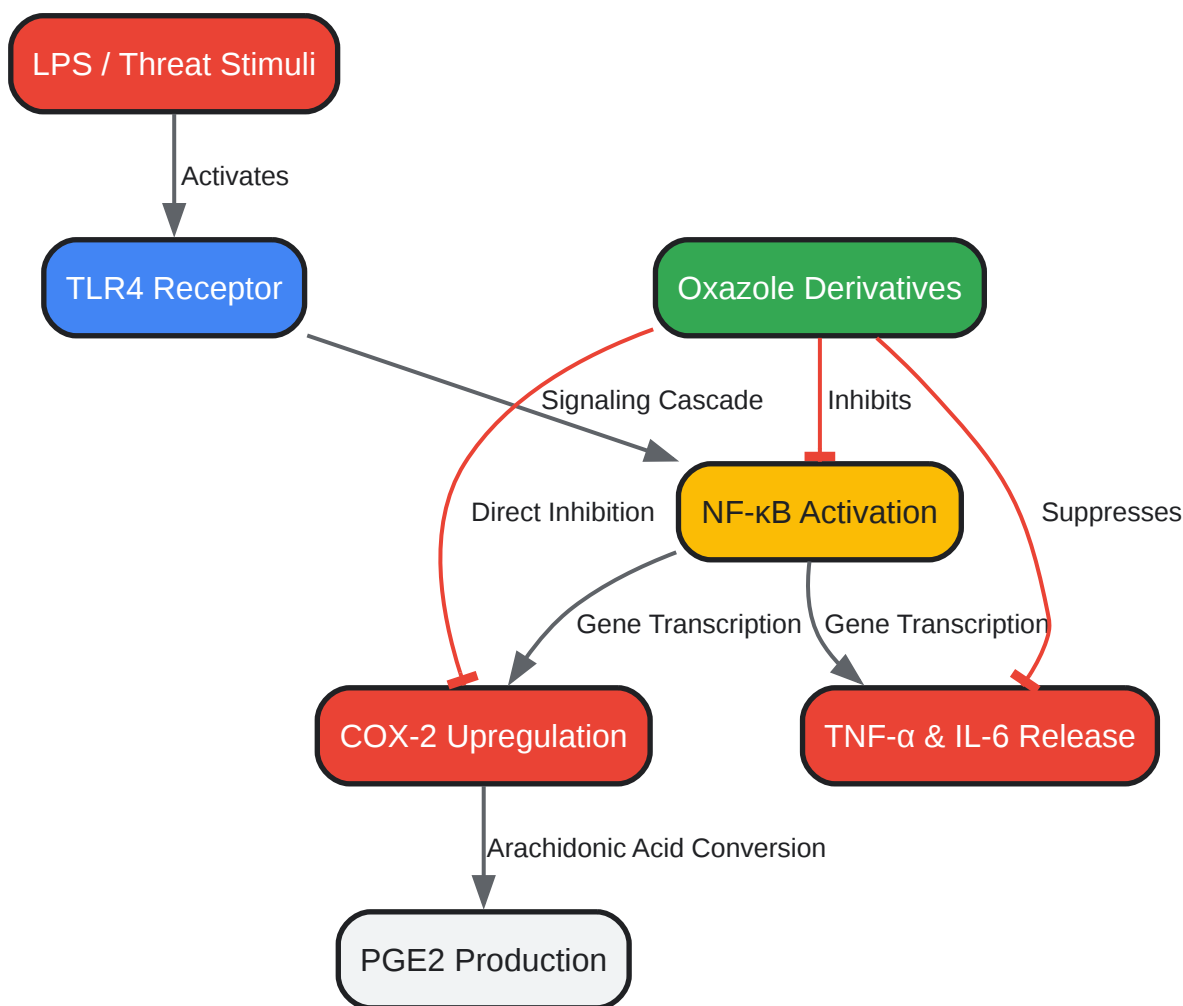 LPS / Threat Stimuli
Activates
TLR4 Receptor
Oxazole Derivatives
Signaling Cascade
Inhibits
Direct Inhibition
NF-κB Activation
Suppresses
Gene Transcription
Gene Transcription
COX-2 Upregulation
TNF-α & IL-6 Release
Arachidonic Acid Conversion
PGE2 Production